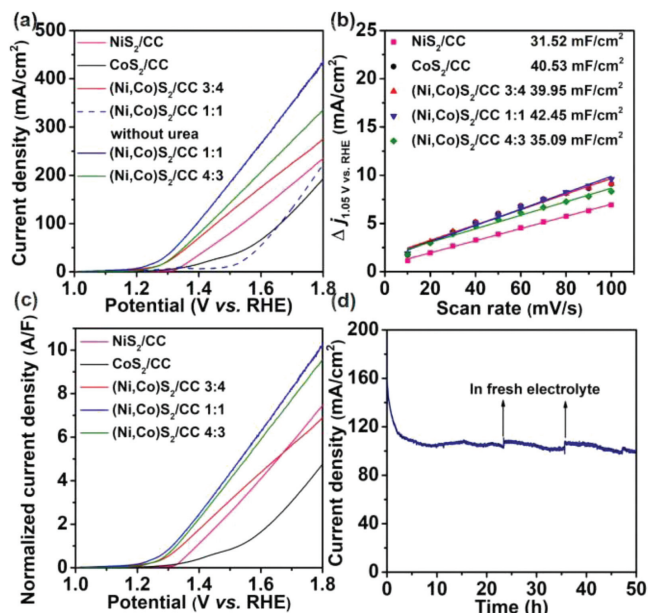 (a)
NiS2/CC
CoS2/CC
(Ni,Co)S2/CC 3:4
(Ni,Co)S2/CC 1:1
without urea
(Ni,Co)S2/CC 1:1
(Ni,Co)S2/CC 4:3
500
400
300
200
100
0
Current density (mA/cm2)
1.0 1.2 1.4 1.6 1.8
Potential (V vs. RHE)
(b)
NiS2/CC 31.52 mF/cm2
CoS2/CC 40.53 mF/cm2
(Ni,Co)S2/CC 3:4 39.95 mF/cm2
(Ni,Co)S2/CC 1:1 42.45 mF/cm2
(Ni,Co)S2/CC 4:3 35.09 mF/cm2
25
20
15
10
5
0
Δ j1.05 V vs. RHE (mA/cm2)
0 20 40 60 80 100
Scan rate (mV/s)
(c)
NiS2/CC
CoS2/CC
(Ni,Co)S2/CC 3:4
(Ni,Co)S2/CC 1:1
(Ni,Co)S2/CC 4:3
10
8
6
4
2
0
Normalized current density (A/F)
1.0 1.2 1.4 1.6 1.8
Potential (V vs. RHE)
(d)
In fresh electrolyte
200
160
120
80
40
0
Current density (mA/cm2)
0 10 20 30 40 50
Time (h)